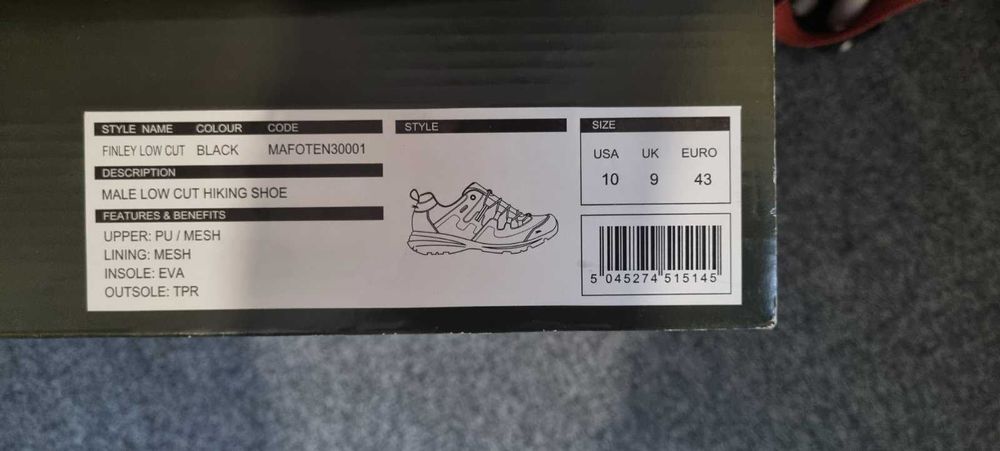 STYLE NAME COLOUR CODE
FINLEY LOW CUT BLACK MAFOTEN30001
DESCRIPTION
MALE LOW CUT HIKING SHOE
FEATURES & BENEFITS
UPPER: PU / MESH
LINING: MESH
INSOLE: EVA
OUTSOLE: TPR
STYLE
SIZE
USA UK EURO
10 9 43
5 045274 515145